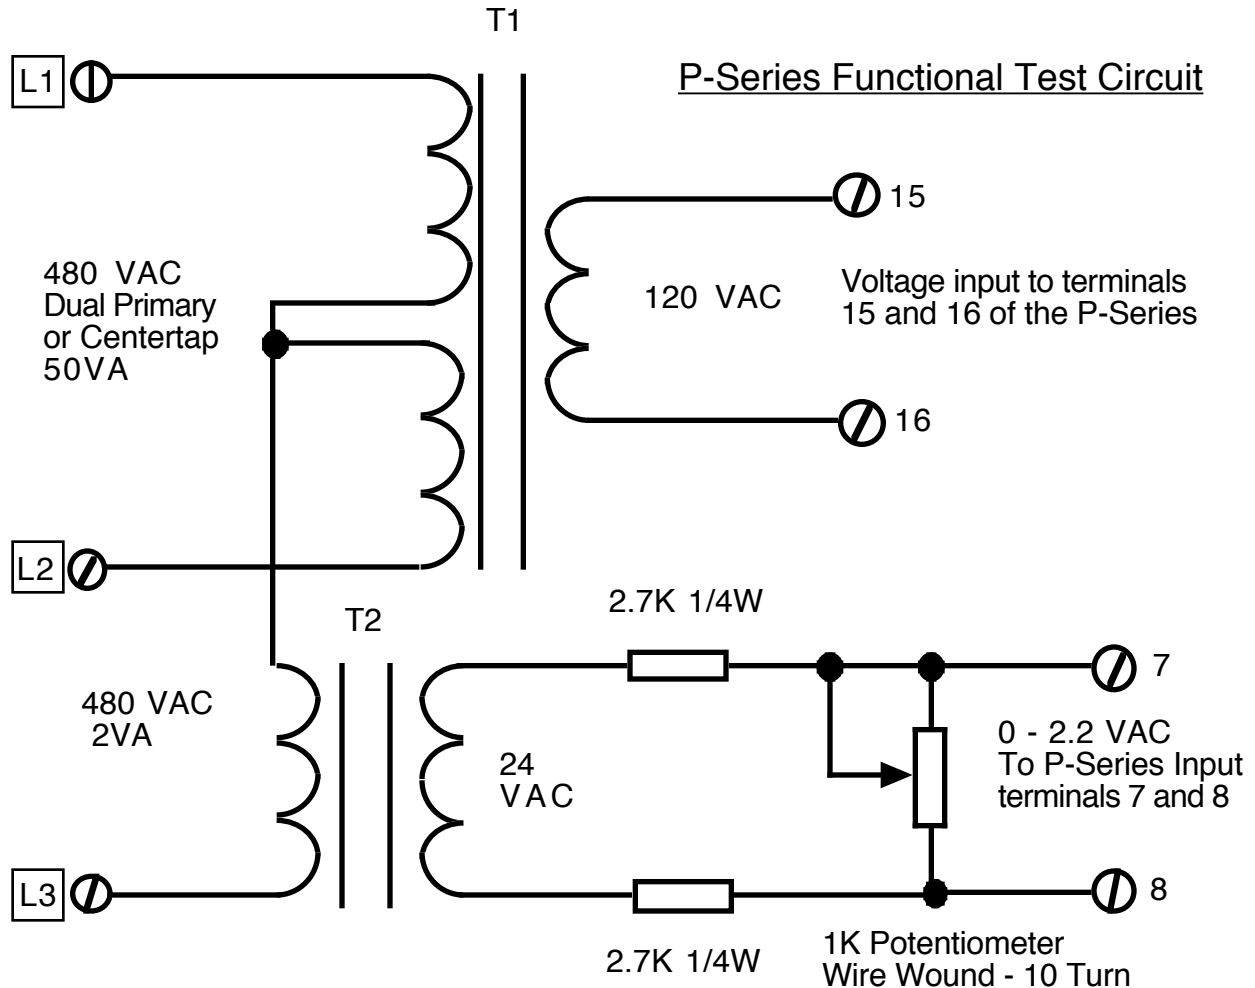 T1
L1
P-Series Functional Test Circuit
15
480 VAC
Dual Primary
or Centertap
50VA
120 VAC
Voltage input to terminals
15 and 16 of the P-Series
16
L2
2.7K 1/4W
T2
7
480 VAC
2VA
24
VAC
0 - 2.2 VAC
To P-Series Input
terminals 7 and 8
L3
8
2.7K 1/4W
1K Potentiometer
Wire Wound - 10 Turn